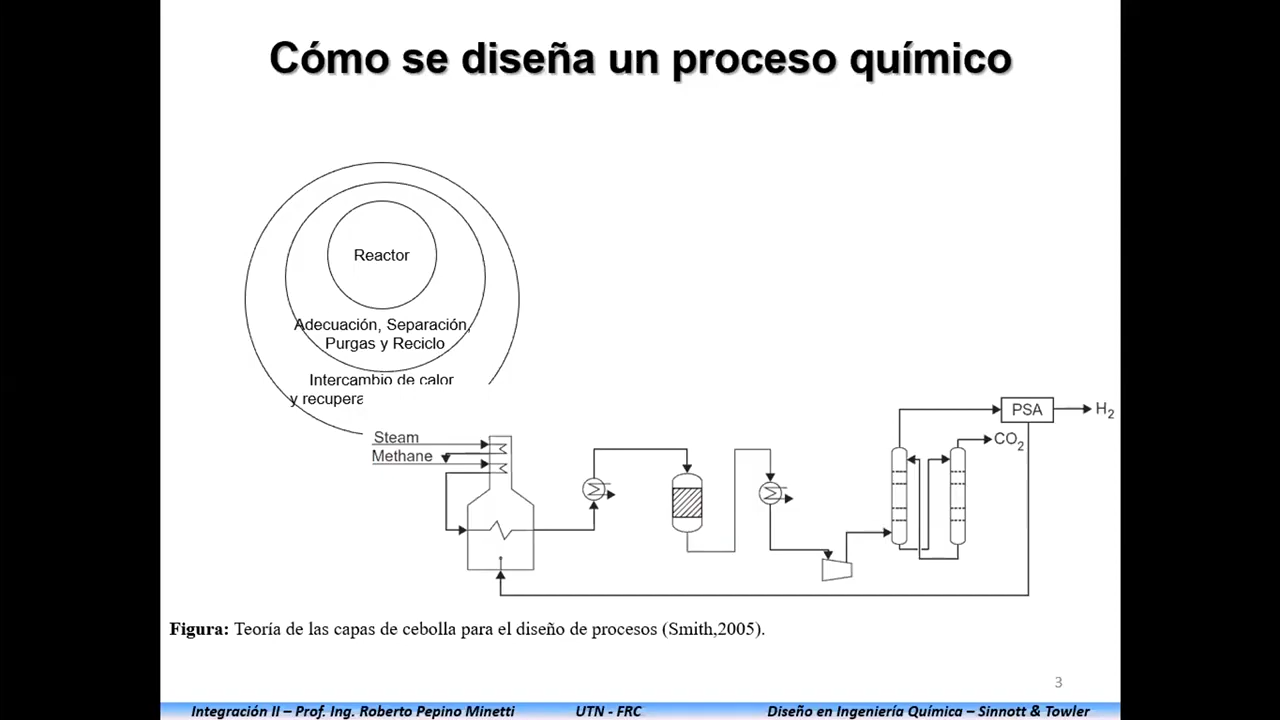 Cómo se diseña un proceso químico
Reactor
Adecuación, Separación,
Purgas y Reciclo
Intercambio de calor
y recupera
Steam
Methane
PSA
H2
CO2
Figura: Teoría de las capas de cebolla para el diseño de procesos (Smith,2005).
3
Integración II – Prof. Ing. Roberto Pepino Minetti
UTN - FRC
Diseño en Ingeniería Química – Sinnott & Towler